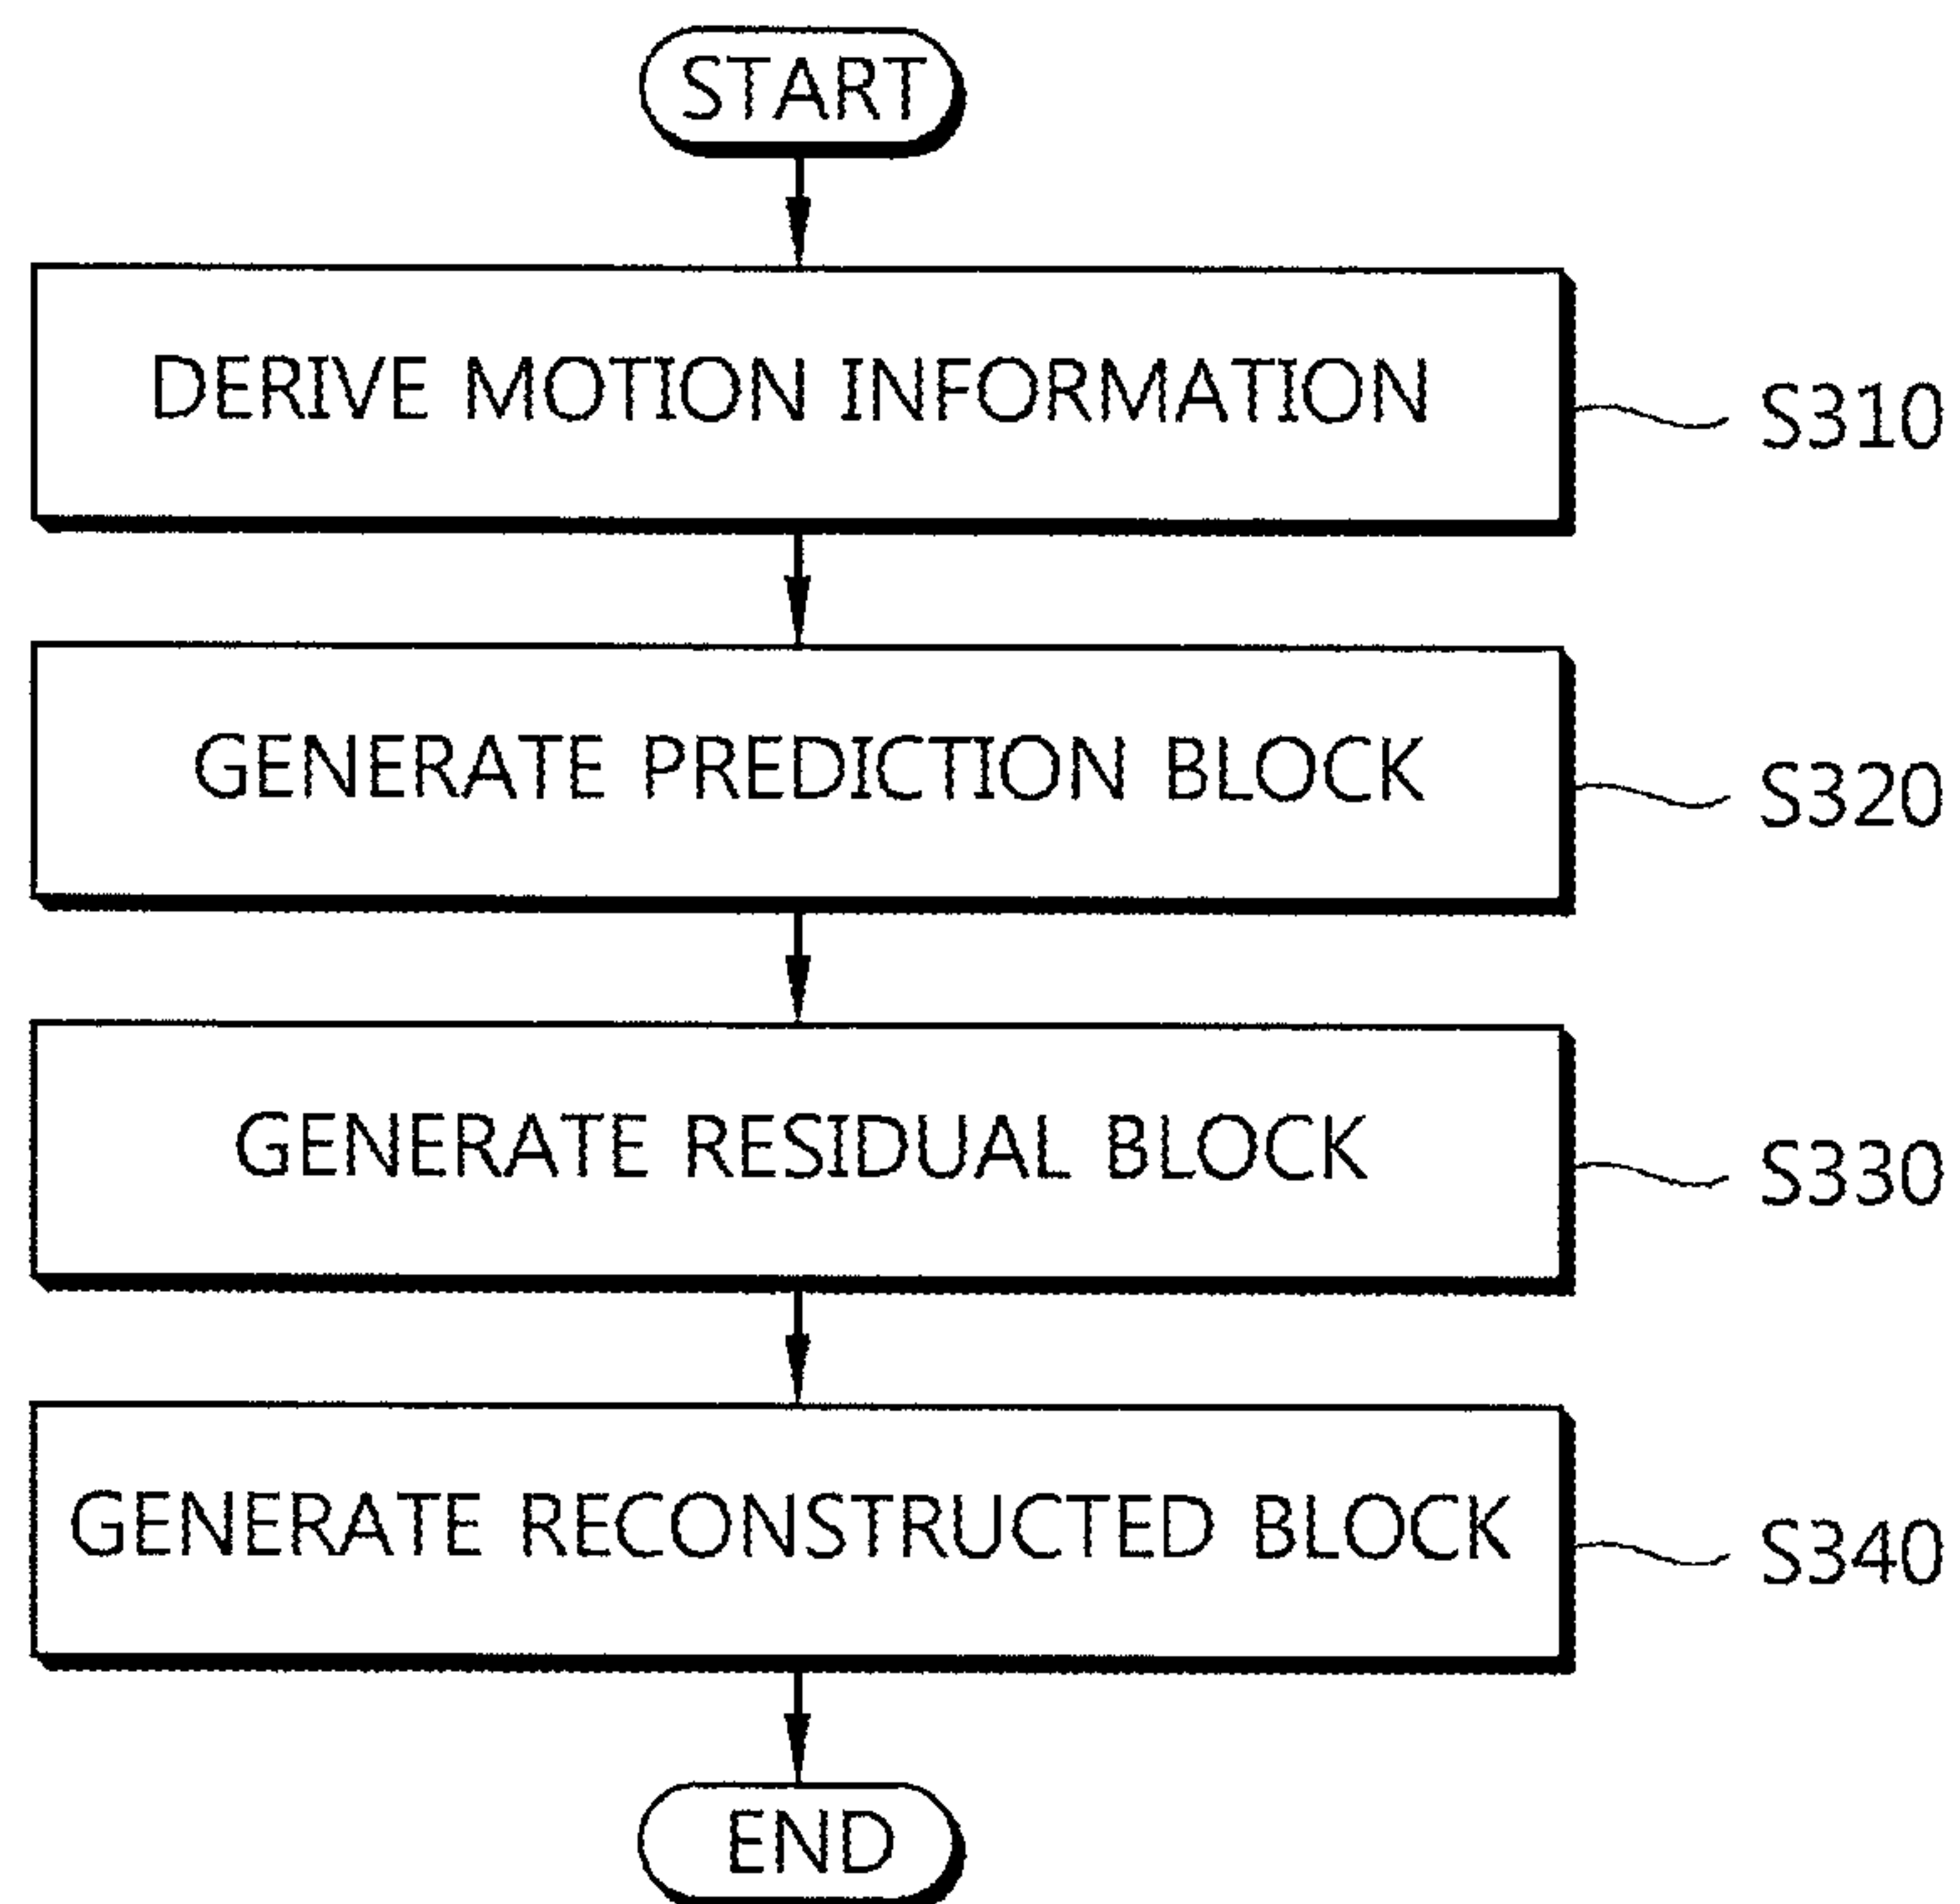 START
DERIVE MOTION INFORMATION
S310
GENERATE PREDICTION BLOCK
S320
GENERATE RESIDUAL BLOCK
S330
GENERATE RECONSTRUCTED BLOCK
S340
END